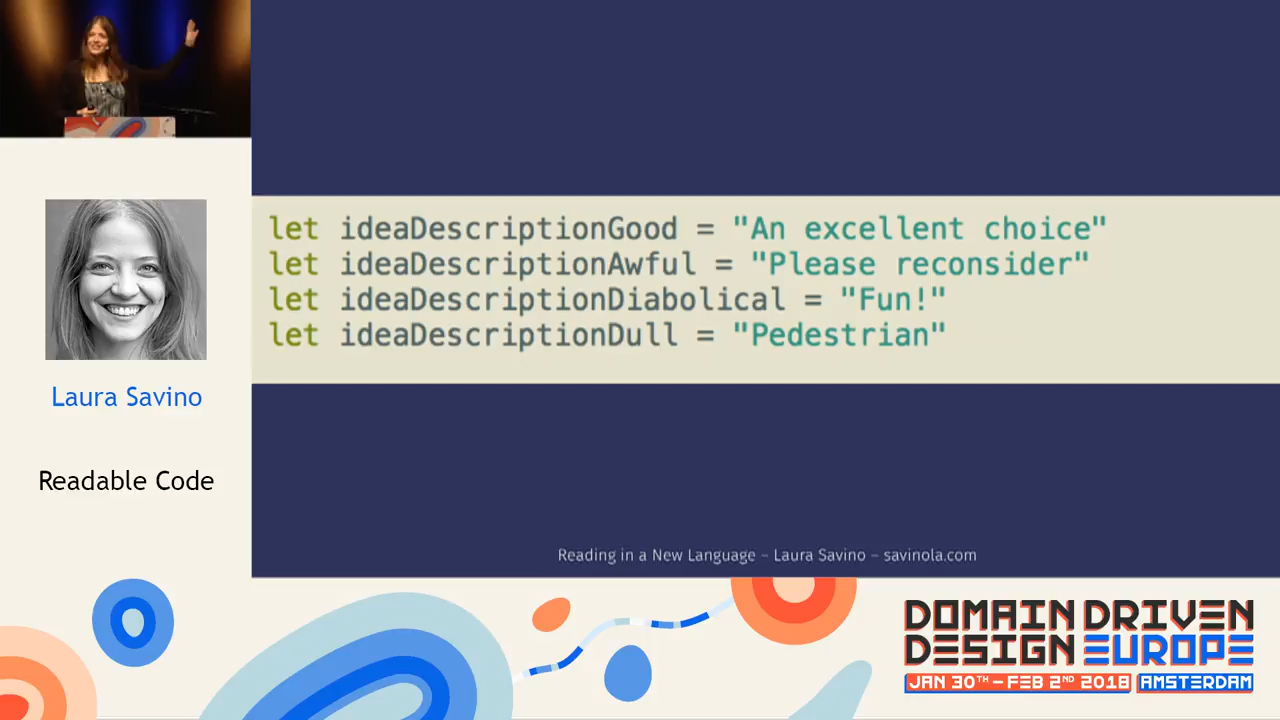 let ideaDescriptionGood = "An excellent choice"
let ideaDescriptionAwful = "Please reconsider"
let ideaDescriptionDiabolical = "Fun!"
let ideaDescriptionDull = "Pedestrian"
Laura Savino
Readable Code
Reading in a New Language – Laura Savino – savinola.com
DOMAIN DRIVEN
DESIGN EUROPE
JAN 30TH – FEB 2ND 2018 AMSTERDAM